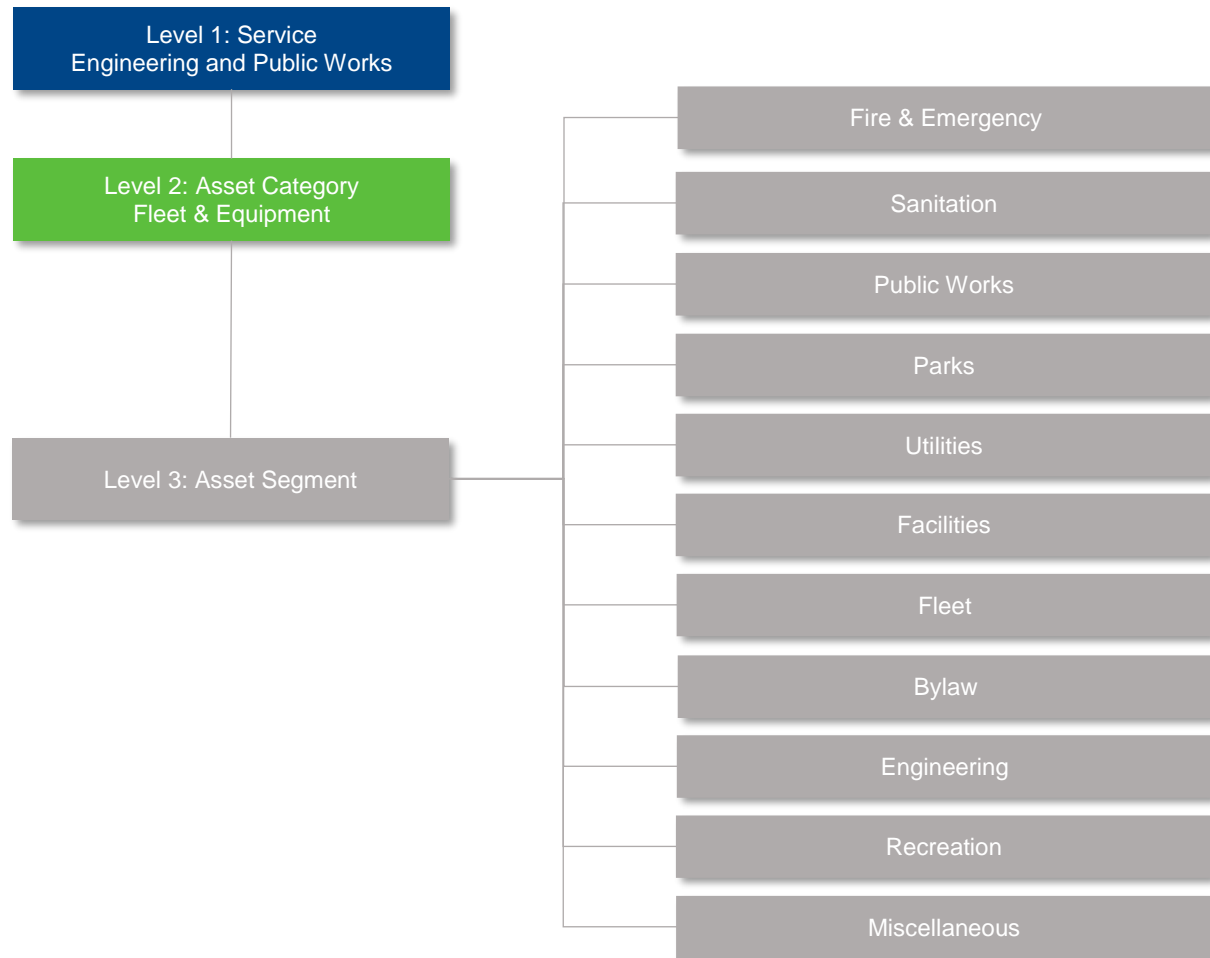 Level 1: Service
Engineering and Public Works
Level 2: Asset Category
Fleet & Equipment
Level 3: Asset Segment
Fire & Emergency
Sanitation
Public Works
Parks
Utilities
Facilities
Fleet
Bylaw
Engineering
Recreation
Miscellaneous